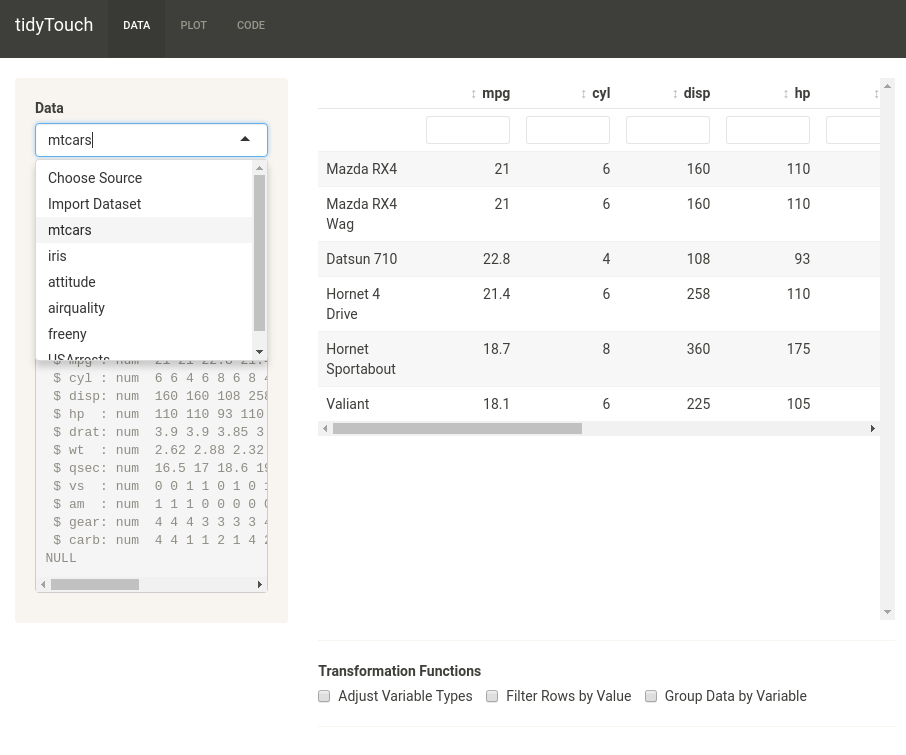 tidyTouch DATA PLOT CODE
Data
mtcars
Choose Source
Import Dataset
mtcars
iris
attitude
airquality
freeny
USArrests
$ mpg : num 21 21 22.8 21.4
$ cyl : num 6 6 4 6 8 6 8 4
$ disp: num 160 160 108 258
$ hp : num 110 110 93 110
$ drat: num 3.9 3.9 3.85 3
$ wt : num 2.62 2.88 2.32
$ qsec: num 16.5 17 18.6 19
$ vs : num 0 0 1 1 0 1 0 1
$ am : num 1 1 1 0 0 0 0 0
$ gear: num 4 4 4 3 3 3 3 4
$ carb: num 4 4 1 1 2 1 4 2
NULL
mpg cyl disp hp
Mazda RX4 21 6 160 110
Mazda RX4 21 6 160 110
Wag
Datsun 710 22.8 4 108 93
Hornet 4 21.4 6 258 110
Drive
Hornet 18.7 8 360 175
Sportabout
Valiant 18.1 6 225 105
Transformation Functions
Adjust Variable Types Filter Rows by Value Group Data by Variable